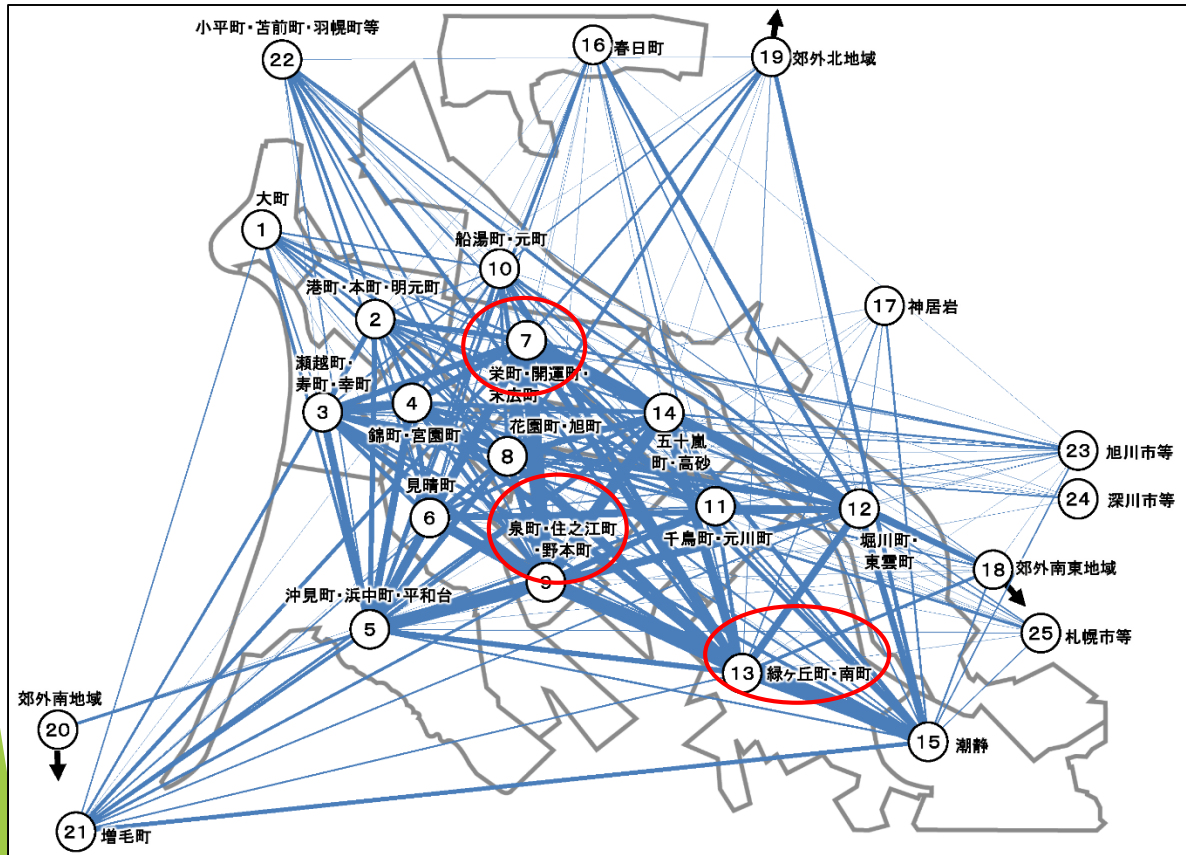 小平町・苫前町・羽幌町等
22
16
春日町
19
郊外北地域
大町
1
船湯町・元町
10
港町・本町・明元町
2
17
神居岩
7
栄町・開運町・
末広町
瀬越町・
寿町・幸町
3
4
錦町・宮園町
花園町・旭町
8
14
五十嵐
町・高砂
23
旭川市等
24
深川市等
見晴町
6
泉町・住之江町
・野本町
9
11
千鳥町・元川町
12
堀川町・
東雲町
18
郊外南東地域
沖見町・浜中町・平和台
5
25
札幌市等
13
緑ヶ丘町・南町
郊外南地域
20
15
潮静
21
増毛町